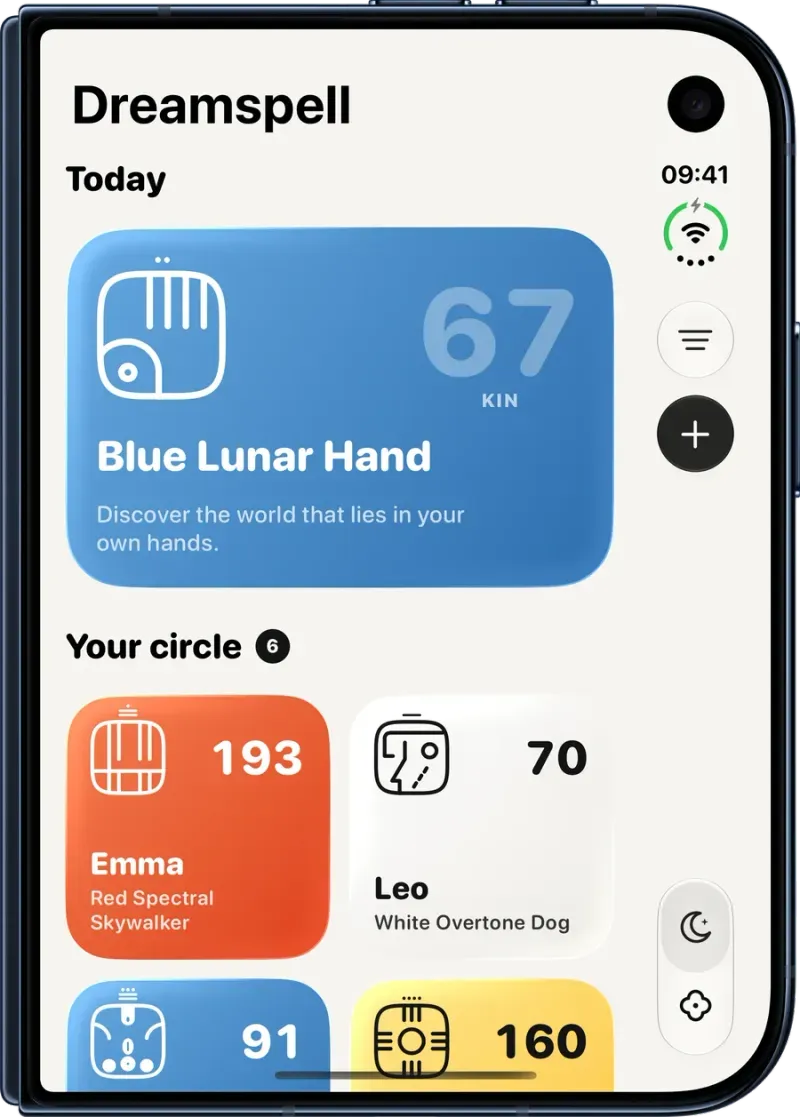 Dreamspell
09:41
Today
67
KIN
Blue Lunar Hand
Discover the world that lies in your
own hands.
Your circle 6
193
Emma
Red Spectral
Skywalker
70
Leo
White Overtone Dog
91
160